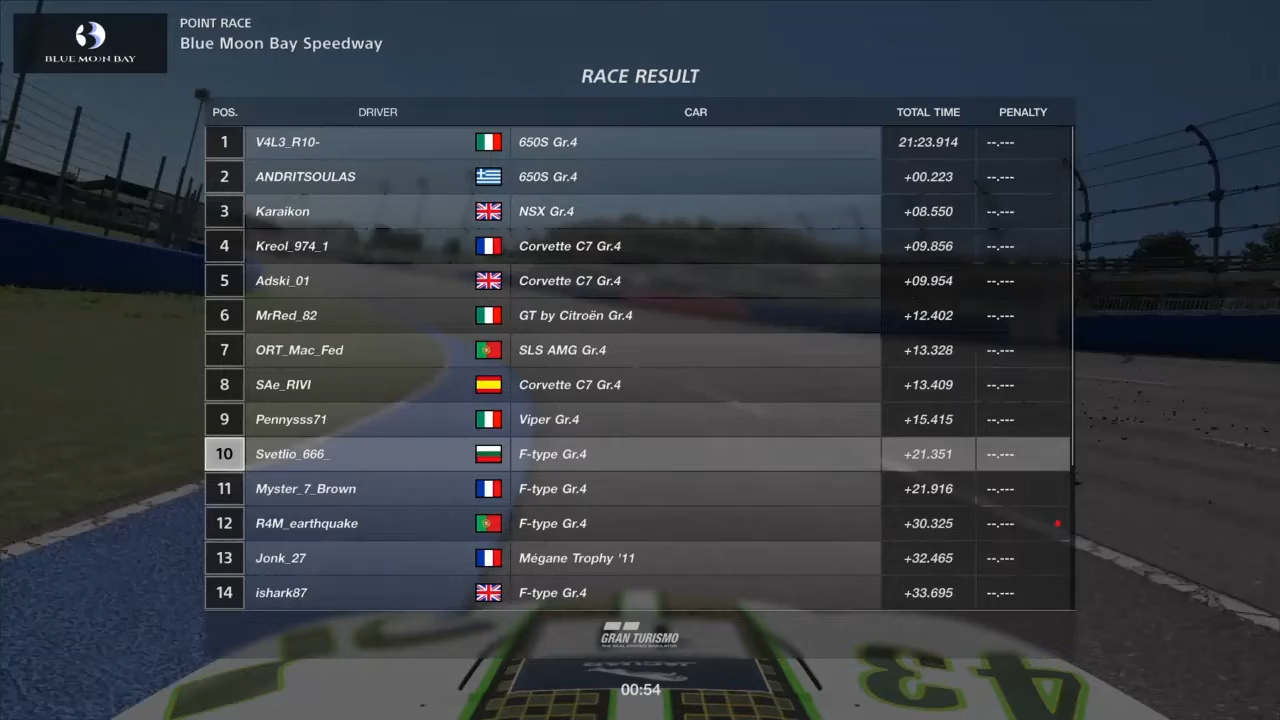 BLUE MOON BAY
POINT RACE
Blue Moon Bay Speedway
RACE RESULT
POS. DRIVER CAR TOTAL TIME PENALTY
1 V4L3_R10- 650S Gr.4 21:23.914 --.---
2 ANDRITSOULAS 650S Gr.4 +00.223 --.---
3 Karaikon NSX Gr.4 +08.550 --.---
4 Kreol_974_1 Corvette C7 Gr.4 +09.856 --.---
5 Adski_01 Corvette C7 Gr.4 +09.954 --.---
6 MrRed_82 GT by Citroën Gr.4 +12.402 --.---
7 ORT_Mac_Fed SLS AMG Gr.4 +13.328 --.---
8 SAe_RIVI Corvette C7 Gr.4 +13.409 --.---
9 Pennysss71 Viper Gr.4 +15.415 --.---
10 Svetlio_666_ F-type Gr.4 +21.351 --.---
11 Myster_7_Brown F-type Gr.4 +21.916 --.---
12 R4M_earthquake F-type Gr.4 +30.325 --.---
13 Jonk_27 Mégane Trophy '11 +32.465 --.---
14 ishark87 F-type Gr.4 +33.695 --.---
GRAN TURISMO
THE REAL DRIVING SIMULATOR
JAGUAR
00:54
43